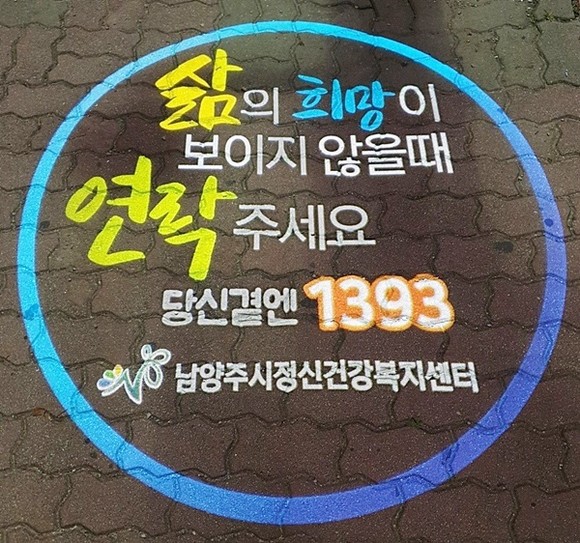 삶의 희망이
보이지 않을때
연락 주세요
당신곁엔 1393
남양주시정신건강복지센터